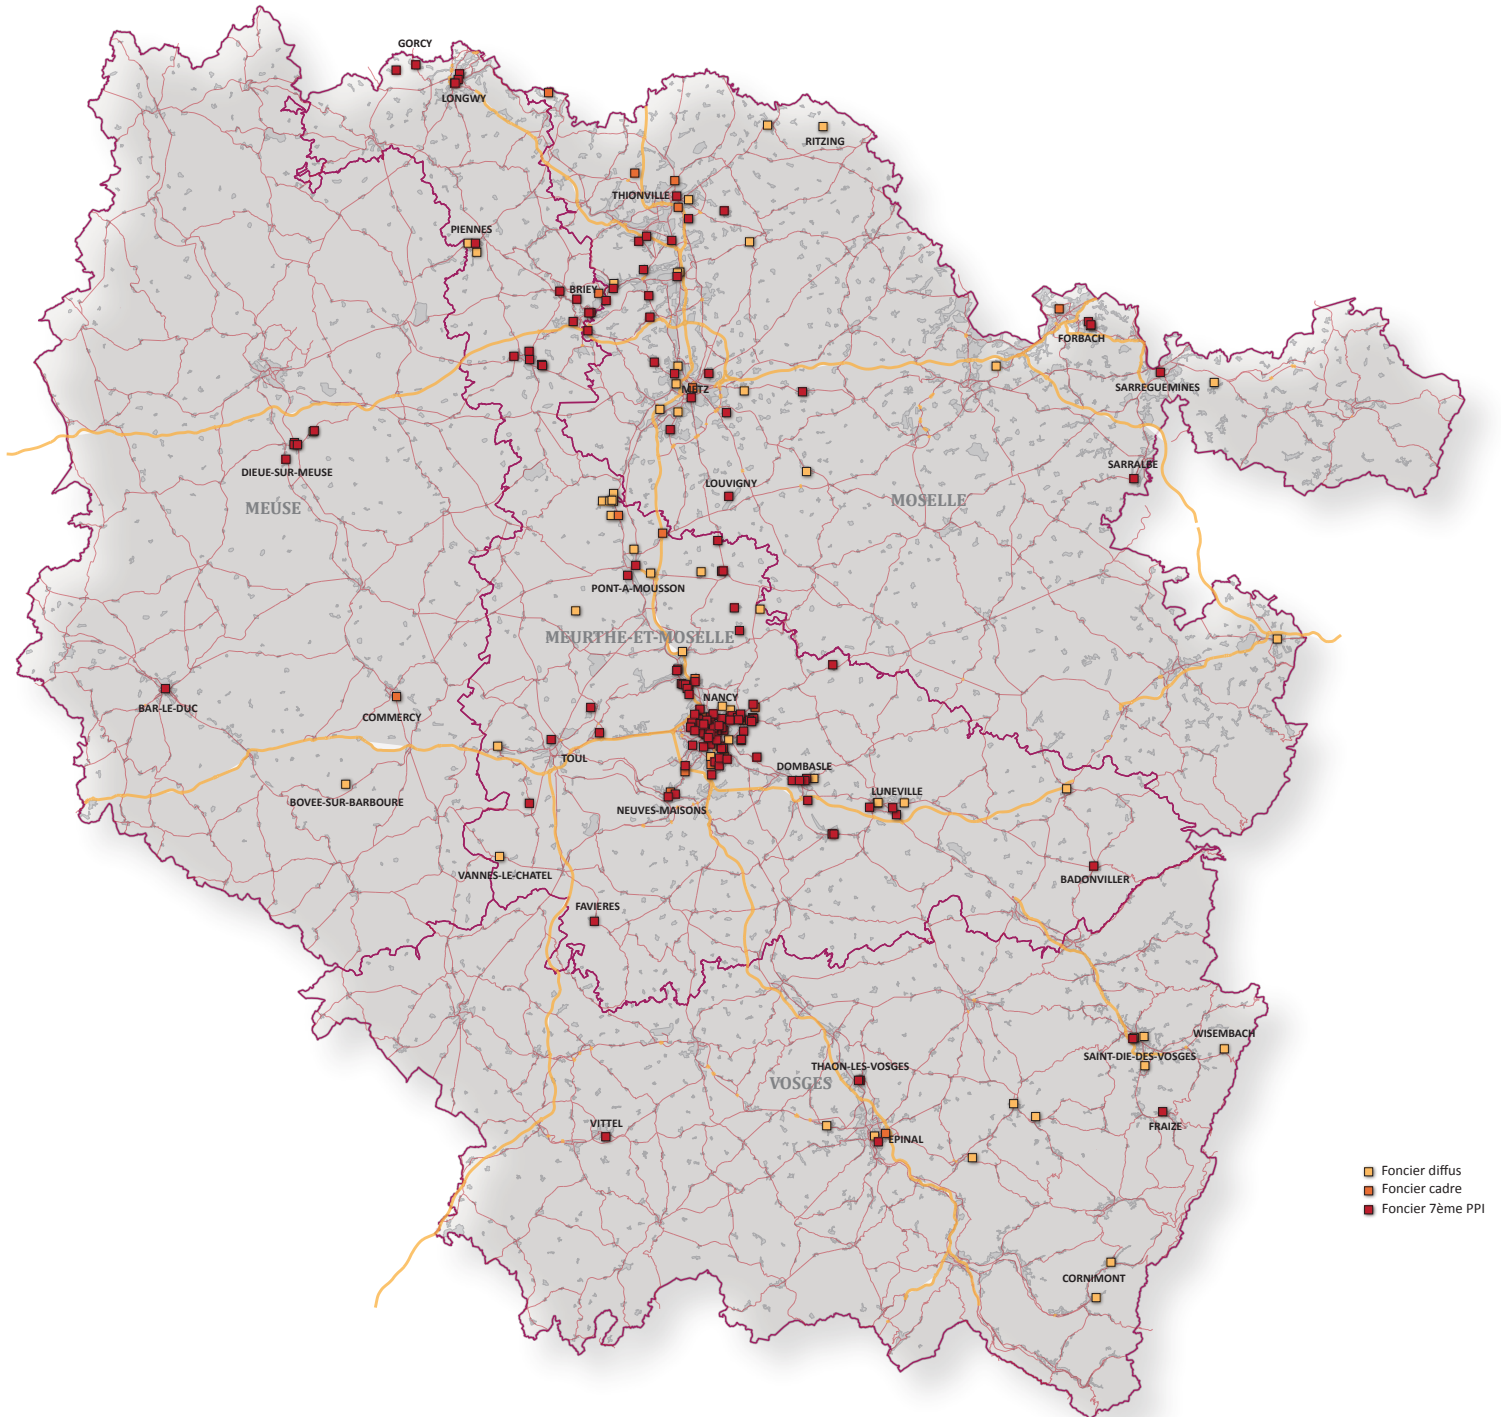 GORCY
LONGWY
RITZING
THIONVILLE
PIENNES
BRIEY
FORBACH
SARREGUEMINES
METZ
DIEUE-SUR-MEUSE
SARRALBE
LOUVIGNY
MOSELLE
MEUSE
PONT-A-MOUSSON
MEURTHE-ET-MOSELLE
NANCY
BAR-LE-DUC
COMMERCY
TOUL
DOMBASLE
LUNEVILLE
BOVEE-SUR-BARBOURE
NEUVES-MAISONS
VANNES-LE-CHATEL
BADONVILLER
FAVIERES
WISEMBACH
SAINT-DIE-DES-VOSGES
THAON-LES-VOSGES
VOSGES
VITTEL
FRAIZE
EPINAL
Foncier diffus
Foncier cadre
Foncier 7ème PPI
CORNIMONT